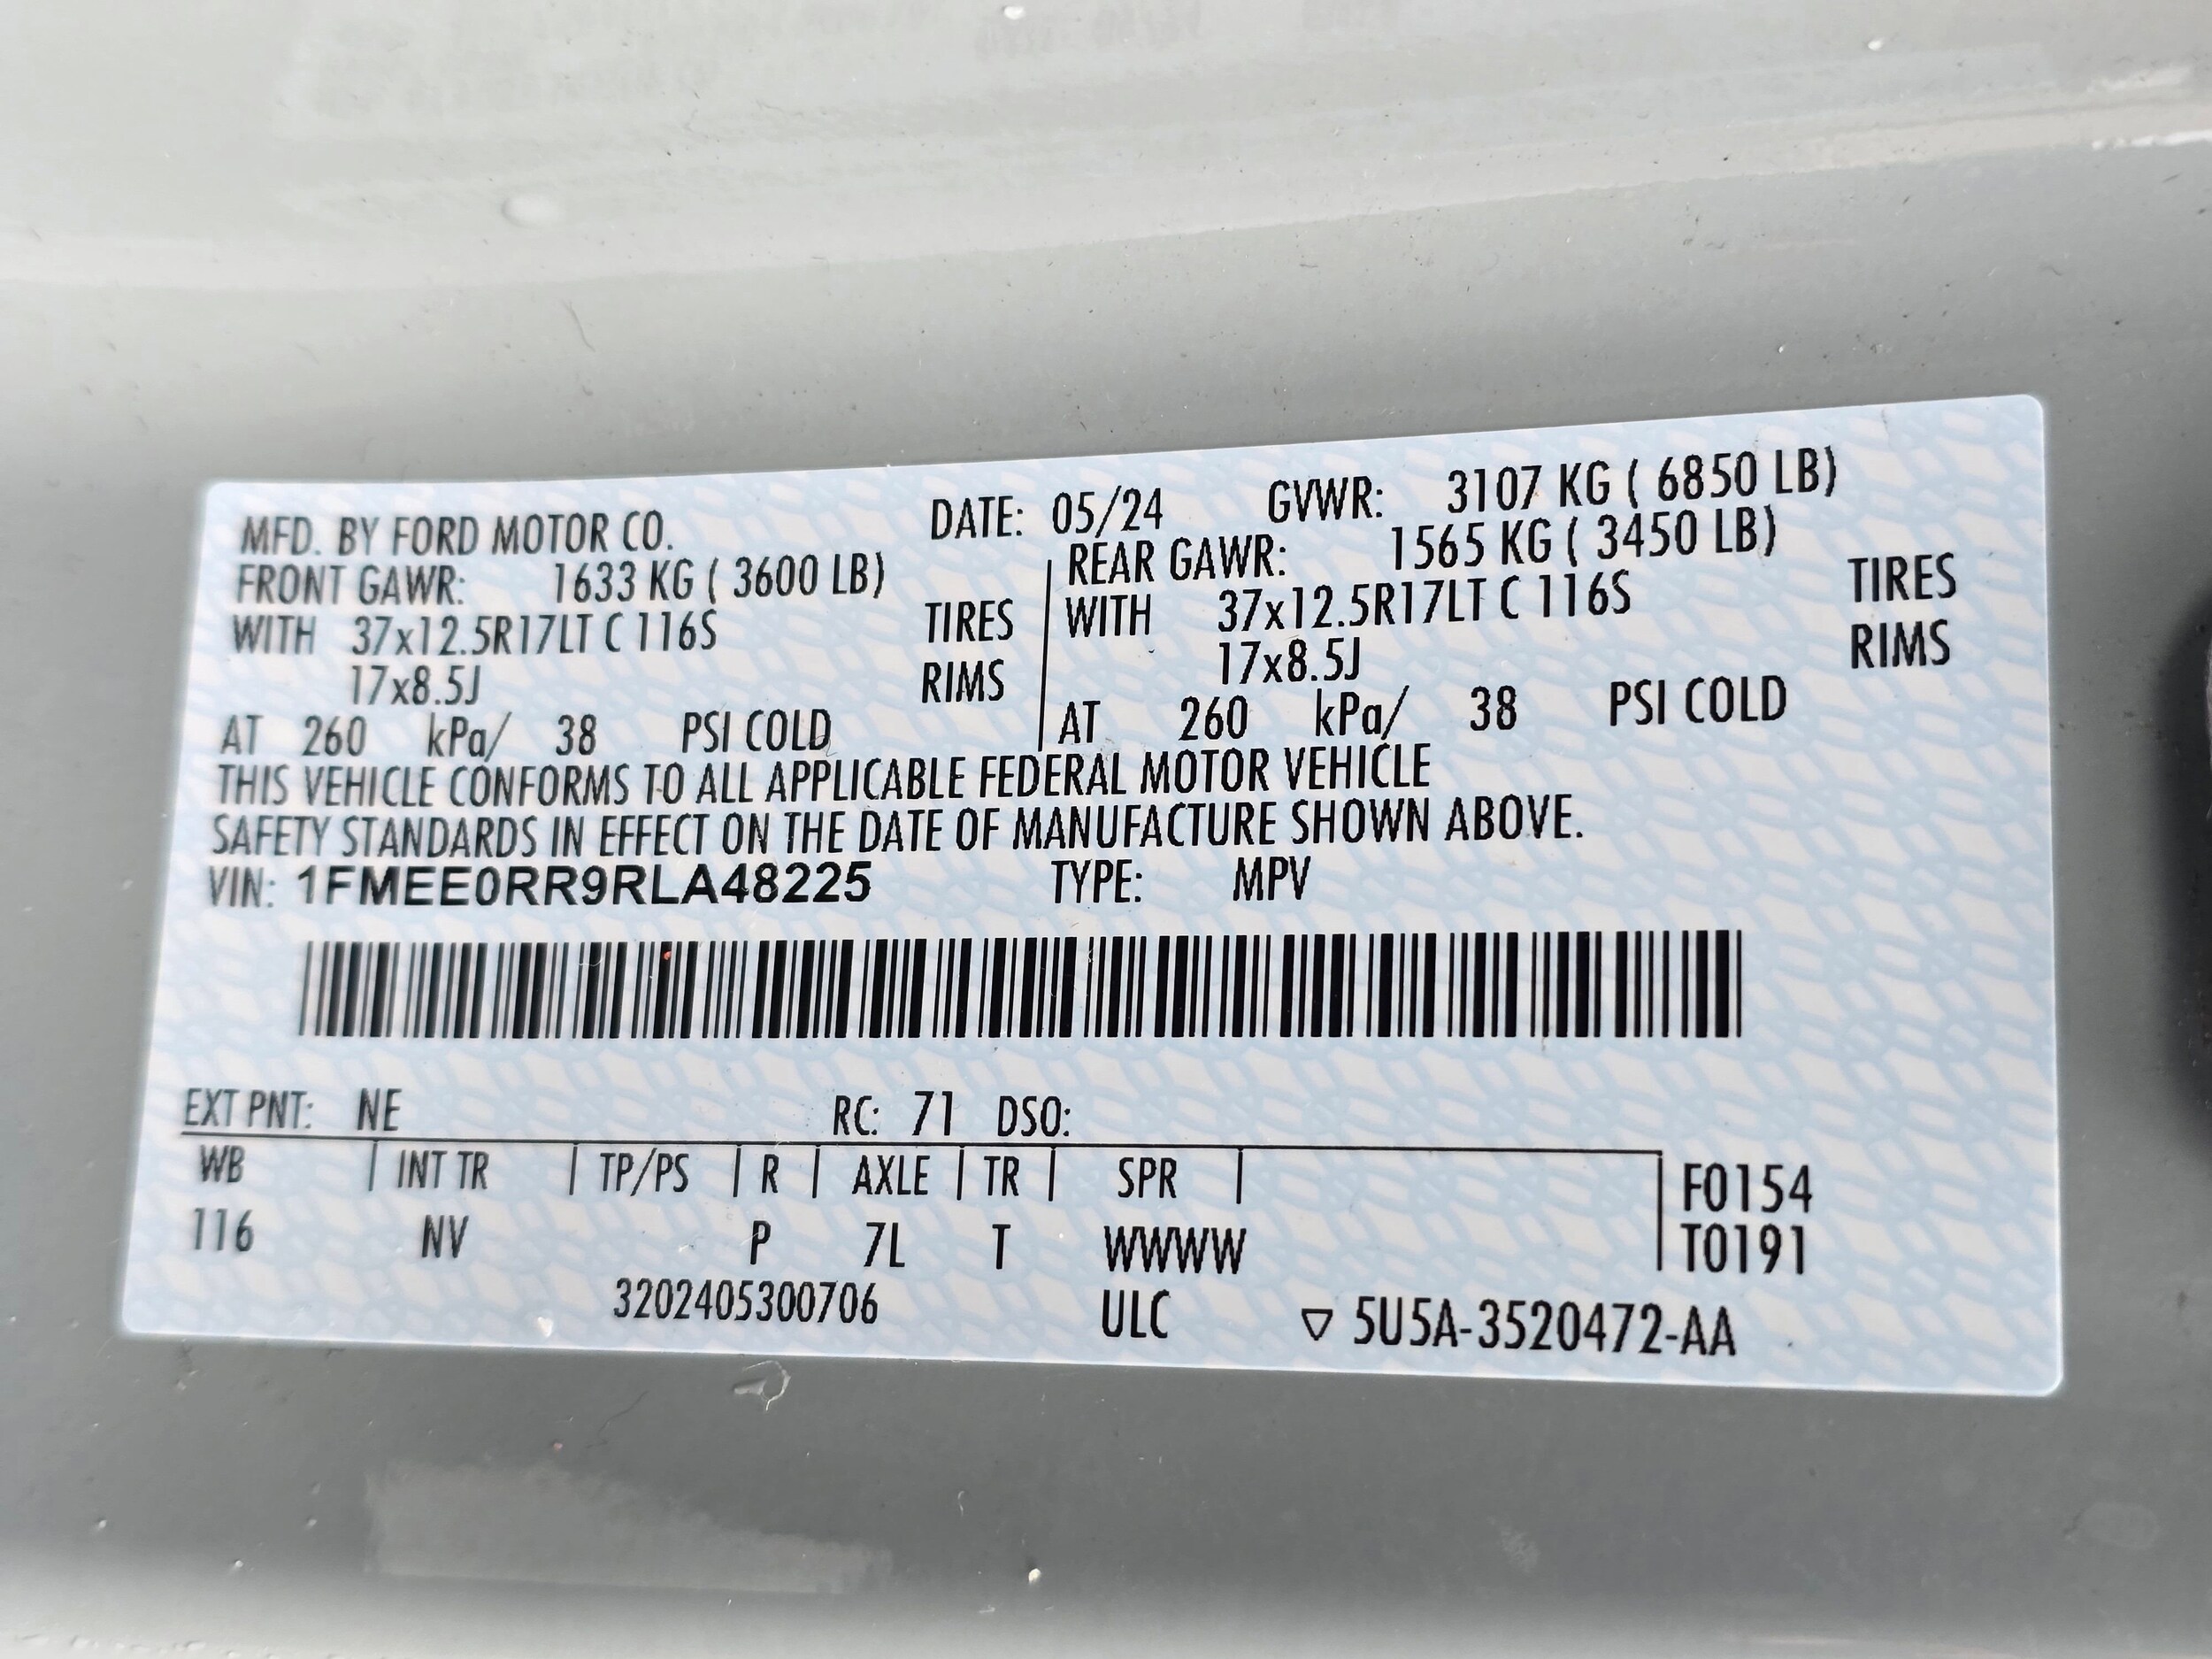 MFD. BY FORD MOTOR CO. DATE: 05/24 GVWR: 3107 KG ( 6850 LB)
FRONT GAWR: 1633 KG ( 3600 LB) REAR GAWR: 1565 KG ( 3450 LB)
WITH 37x12.5R17LT C 116S TIRES WITH 37x12.5R17LT C 116S TIRES
17x8.5J RIMS 17x8.5J RIMS
AT 260 kPa/ 38 PSI COLD AT 260 kPa/ 38 PSI COLD
THIS VEHICLE CONFORMS TO ALL APPLICABLE FEDERAL MOTOR VEHICLE
SAFETY STANDARDS IN EFFECT ON THE DATE OF MANUFACTURE SHOWN ABOVE.
VIN: 1FMEE0RR9RLA48225 TYPE: MPV
EXT PNT: NE RC: 71 DSO:
WB INT TR TP/PS R AXLE TR SPR F0154
116 NV P 7L T WWWW T0191
3202405300706 ULC ▽ 5U5A-3520472-AA